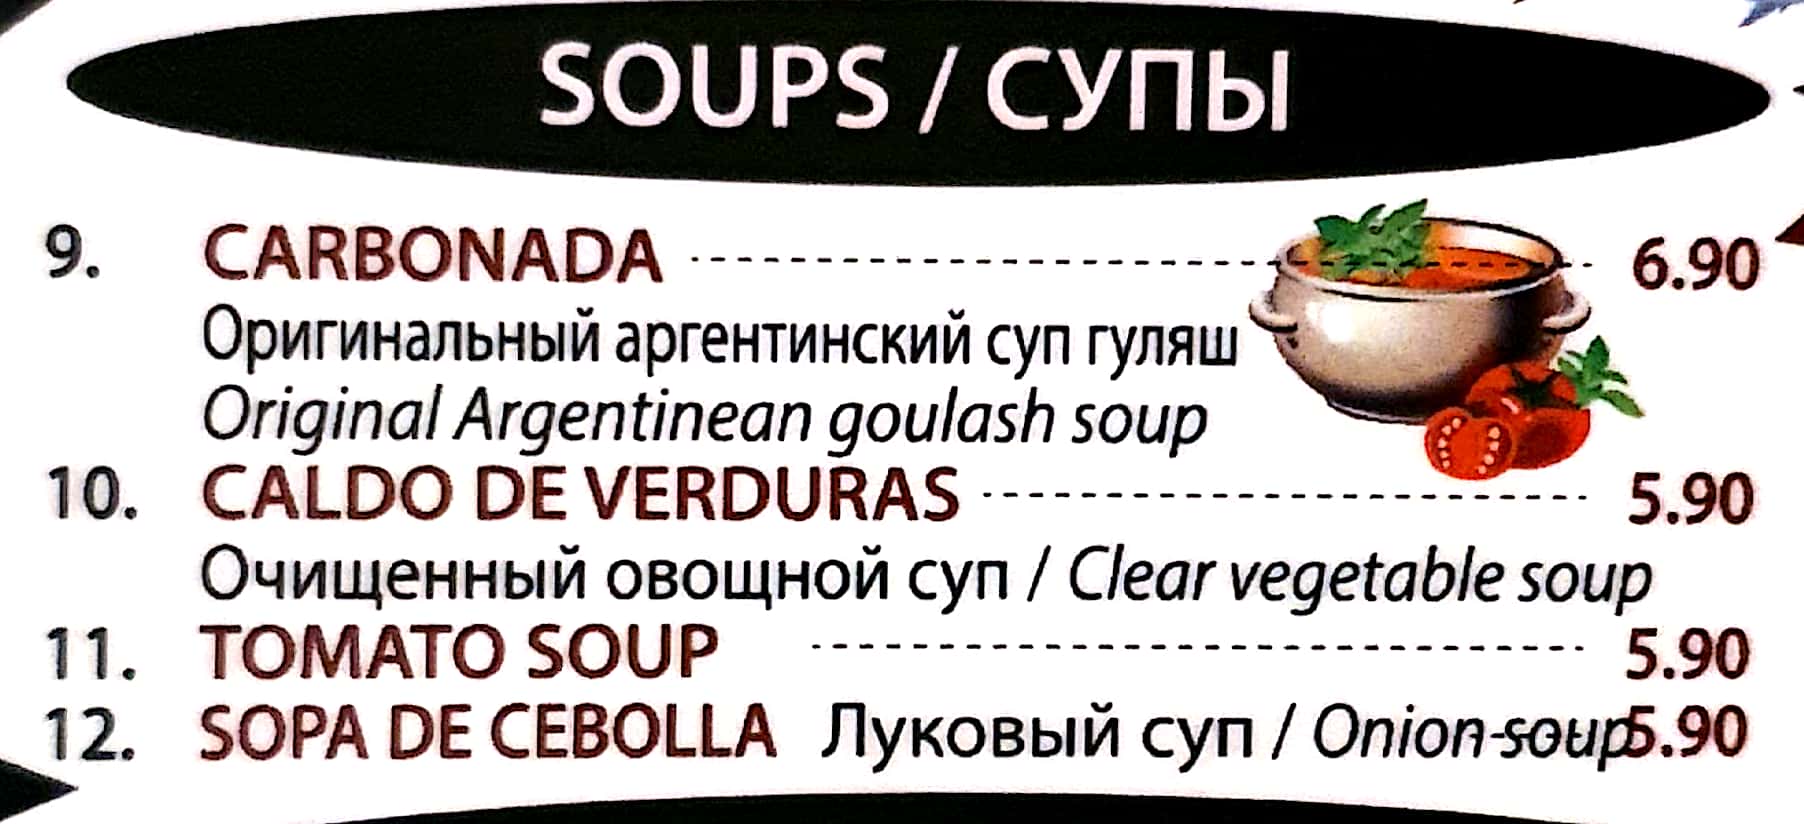 SOUPS / СУПЫ
9. CARBONADA 6.90
Оригинальный аргентинский суп гуляш
Original Argentinean goulash soup
10. CALDO DE VERDURAS 5.90
Очищенный овощной суп / Clear vegetable soup
11. TOMATO SOUP 5.90
12. SOPA DE CEBOLLA Луковый суп / Onion soup 5.90